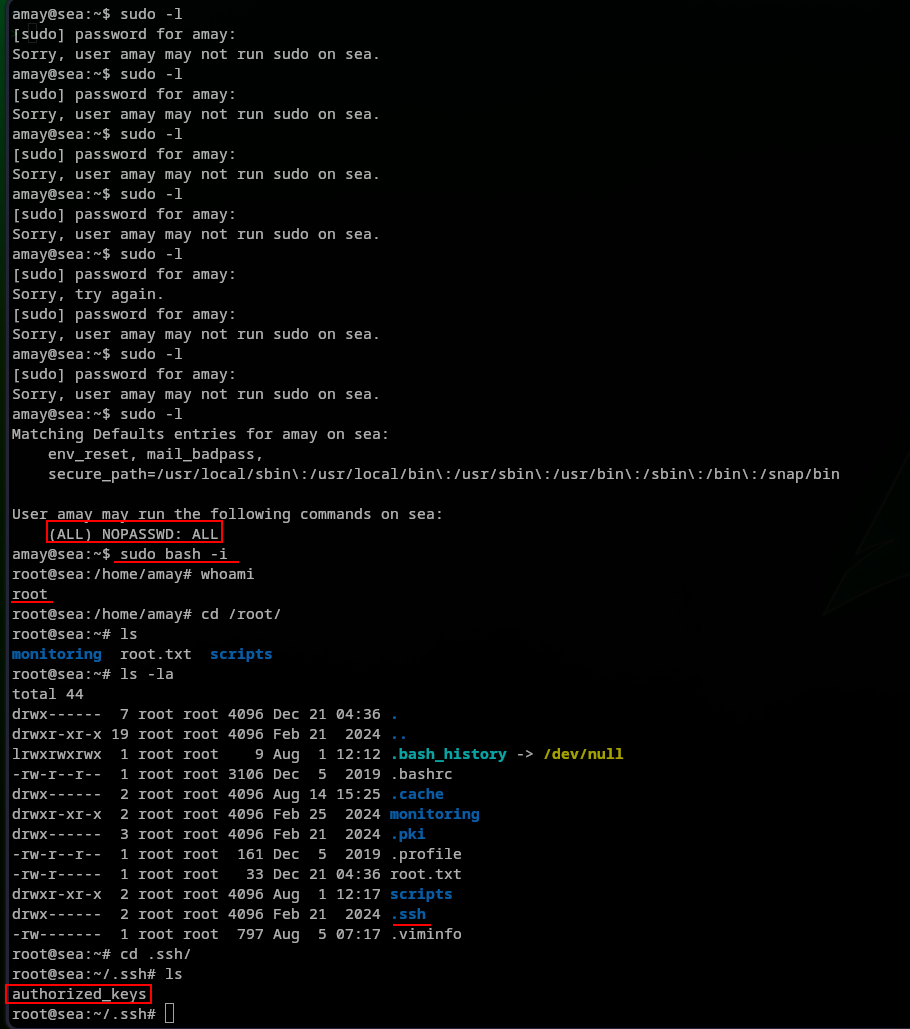 amay@sea:~$ sudo -l
[sudo] password for amay:
Sorry, user amay may not run sudo on sea.
amay@sea:~$ sudo -l
[sudo] password for amay:
Sorry, user amay may not run sudo on sea.
amay@sea:~$ sudo -l
[sudo] password for amay:
Sorry, user amay may not run sudo on sea.
amay@sea:~$ sudo -l
[sudo] password for amay:
Sorry, user amay may not run sudo on sea.
amay@sea:~$ sudo -l
[sudo] password for amay:
Sorry, try again.
[sudo] password for amay:
Sorry, user amay may not run sudo on sea.
amay@sea:~$ sudo -l
[sudo] password for amay:
Sorry, user amay may not run sudo on sea.
amay@sea:~$ sudo -l
Matching Defaults entries for amay on sea:
    env_reset, mail_badpass,
    secure_path=/usr/local/sbin\:/usr/local/bin\:/usr/sbin\:/usr/bin\:/sbin\:/bin\:/snap/bin

User amay may run the following commands on sea:
    (ALL) NOPASSWD: ALL
amay@sea:~$ sudo bash -i
root@sea:/home/amay# whoami
root
root@sea:/home/amay# cd /root/
root@sea:~# ls
monitoring  root.txt  scripts
root@sea:~# ls -la
total 44
drwx------  7 root root 4096 Dec 21 04:36 .
drwxr-xr-x 19 root root 4096 Feb 21  2024 ..
lrwxrwxrwx  1 root root    9 Aug  1 12:12 .bash_history -> /dev/null
-rw-r--r--  1 root root 3106 Dec  5  2019 .bashrc
drwx------  2 root root 4096 Aug 14 15:25 .cache
drwxr-xr-x  2 root root 4096 Feb 25  2024 monitoring
drwx------  3 root root 4096 Feb 21  2024 .pki
-rw-r--r--  1 root root  161 Dec  5  2019 .profile
-rw-r-----  1 root root   33 Dec 21 04:36 root.txt
drwxr-xr-x  2 root root 4096 Aug  1 12:17 scripts
drwx------  2 root root 4096 Feb 21  2024 .ssh
-rw-------  1 root root  797 Aug  5 07:17 .viminfo
root@sea:~# cd .ssh/
root@sea:~/.ssh# ls
authorized_keys
root@sea:~/.ssh#